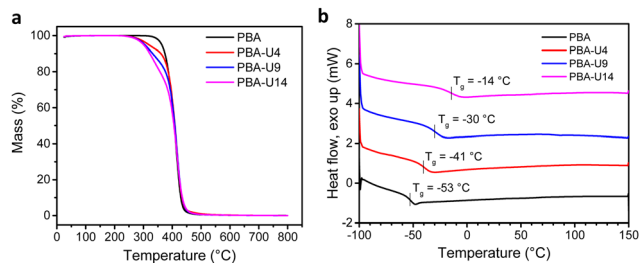 a
PBA
PBA-U4
PBA-U9
PBA-U14
Mass (%)
100
80
60
40
20
0
0 100 200 300 400 500 600 700 800
Temperature (°C)
b
PBA
PBA-U4
PBA-U9
PBA-U14
Heat flow, exo up (mW)
8
6
4
2
0
-2
Tg = -14 °C
Tg = -30 °C
Tg = -41 °C
Tg = -53 °C
-100 -50 0 50 100 150
Temperature (°C)